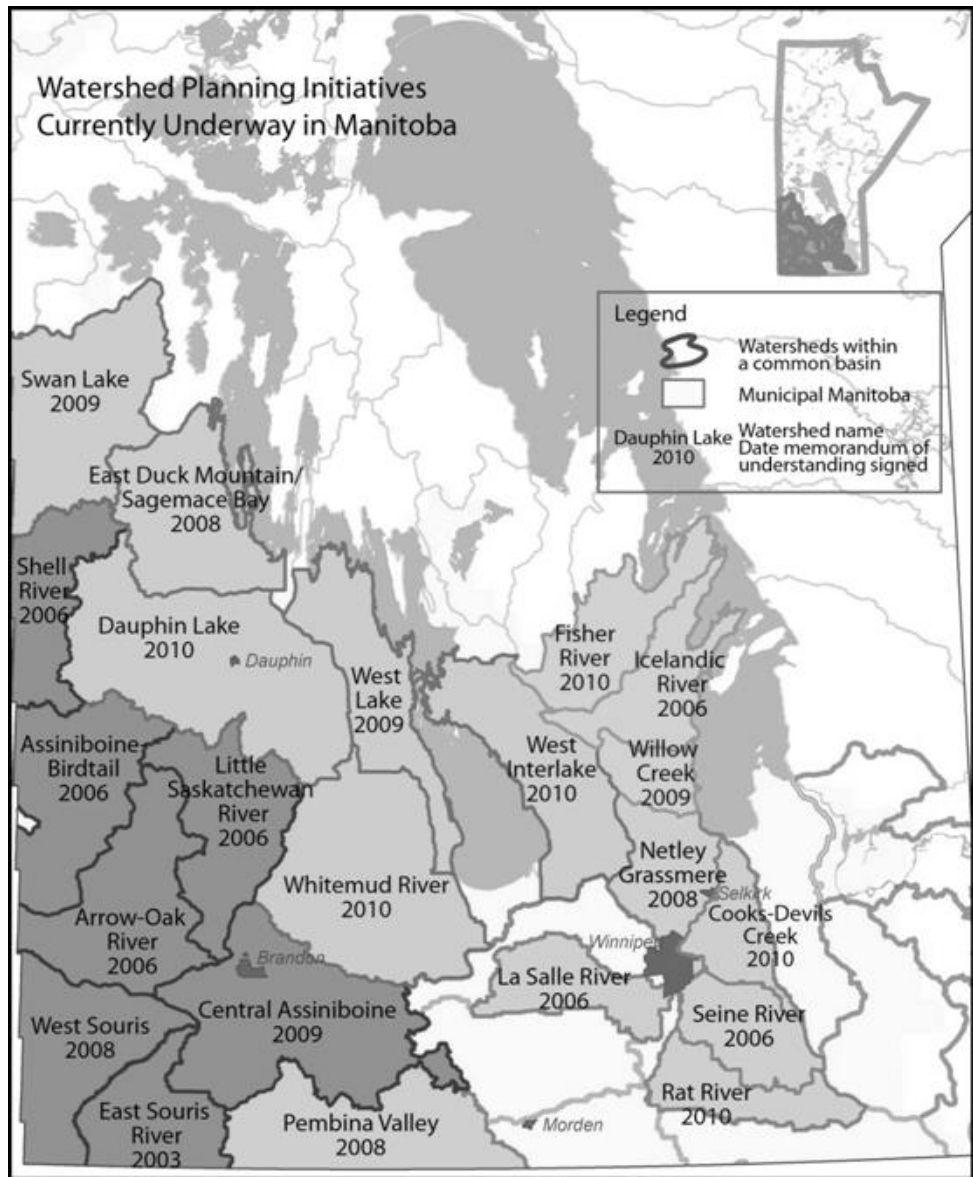 Watershed Planning Initiatives
Currently Underway in Manitoba
Legend
Watersheds within
a common basin
Municipal Manitoba
Dauphin Lake
2010
Watershed name
Date memorandum of
understanding signed
Swan Lake
2009
East Duck Mountain/
Sagemace Bay
2008
Shell
River
2006
Dauphin Lake
2010
Dauphin
West
Lake
2009
Fisher
River
2010
Icelandic
River
2006
Assiniboine
Birdtail
2006
Little
Saskatchewan
River
2006
West
Interlake
2010
Willow
Creek
2009
Whitemud River
2010
Netley
Grassmere
2008
Selkirk
Cooks-Devils
Creek
2010
Arrow-Oak
River
2006
Brandon
Winnipeg
La Salle River
2006
Central Assiniboine
2009
Seine River
2006
West Souris
2008
Rat River
2010
East Souris
River
2003
Pembina Valley
2008
Morden